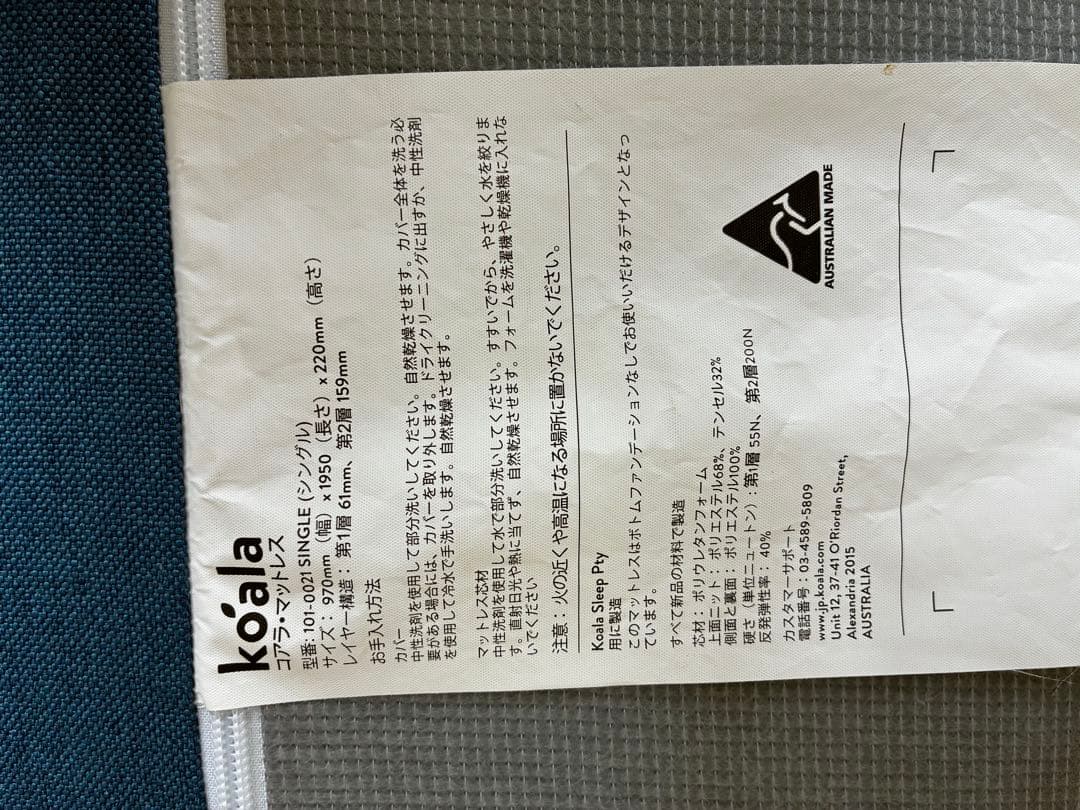 koala
コアラ・マットレス
型番: 101-0021 SINGLE (シングル)
サイズ： 970mm（幅） x 1950（長さ）x 220mm（高さ）
レイヤー構造： 第1層 61mm、第2層 159mm
お手入れ方法
カバー
中性洗剤を使用して部分洗いしてください。自然乾燥させます。カバー全体を洗う必
要がある場合には、カバーを取り外します。ドライクリーニングに出すか、中性洗剤
を使用して冷水で手洗いします。自然乾燥させます。
マットレス芯材
中性洗剤を使用して水で部分洗いしてください。すすいでから、やさしく水を絞りま
す。直射日光や熱に当てず、自然乾燥させます。フォームを洗濯機や乾燥機に入れな
いでください
注意： 火の近くや高温になる場所に置かないでください。
Koala Sleep Pty
用に製造
このマットレスはボトムファンデーションなしでお使いいただけるデザインとなっ
ています。
すべて新品の材料で製造
芯材： ポリウレタンフォーム
上面ニット： ポリエステル68%、テンセル32%
側面と裏面： ポリエステル100%
硬さ（単位ニュートン）: 第1層 55N、 第2層200N
反発弾性率： 40%
カスタマーサポート
電話番号： 03-4589-5809
www.jp.koala.com
Unit 12, 37-41 O'Riordan Street,
Alexandria 2015
AUSTRALIA
AUSTRALIAN MADE